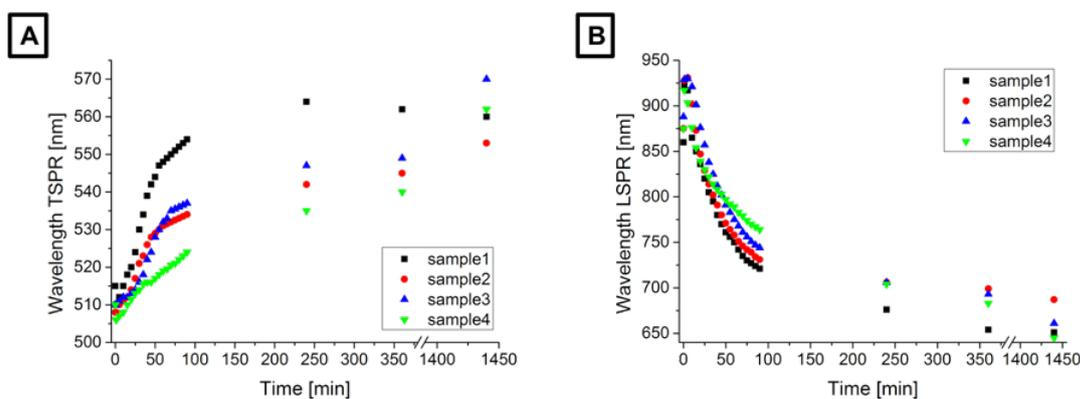 A
Wavelength TSPR [nm]
570
560
550
540
530
520
510
500
sample1
sample2
sample3
sample4
0 50 100 150 200 250 300 350 1400 1450
Time [min]
B
Wavelength LSPR [nm]
950
900
850
800
750
700
650
sample1
sample2
sample3
sample4
0 50 100 150 200 250 300 350 1400 1450
Time [min]